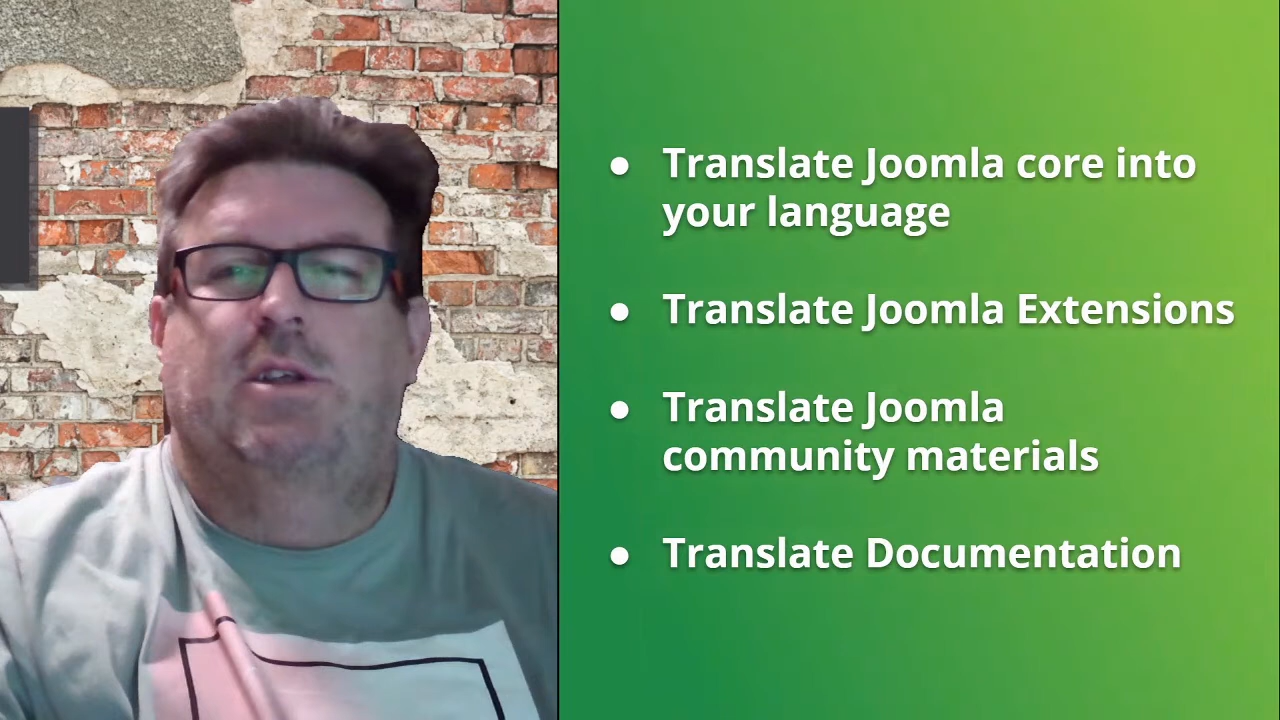 • Translate Joomla core into
your language
• Translate Joomla Extensions
• Translate Joomla
community materials
• Translate Documentation